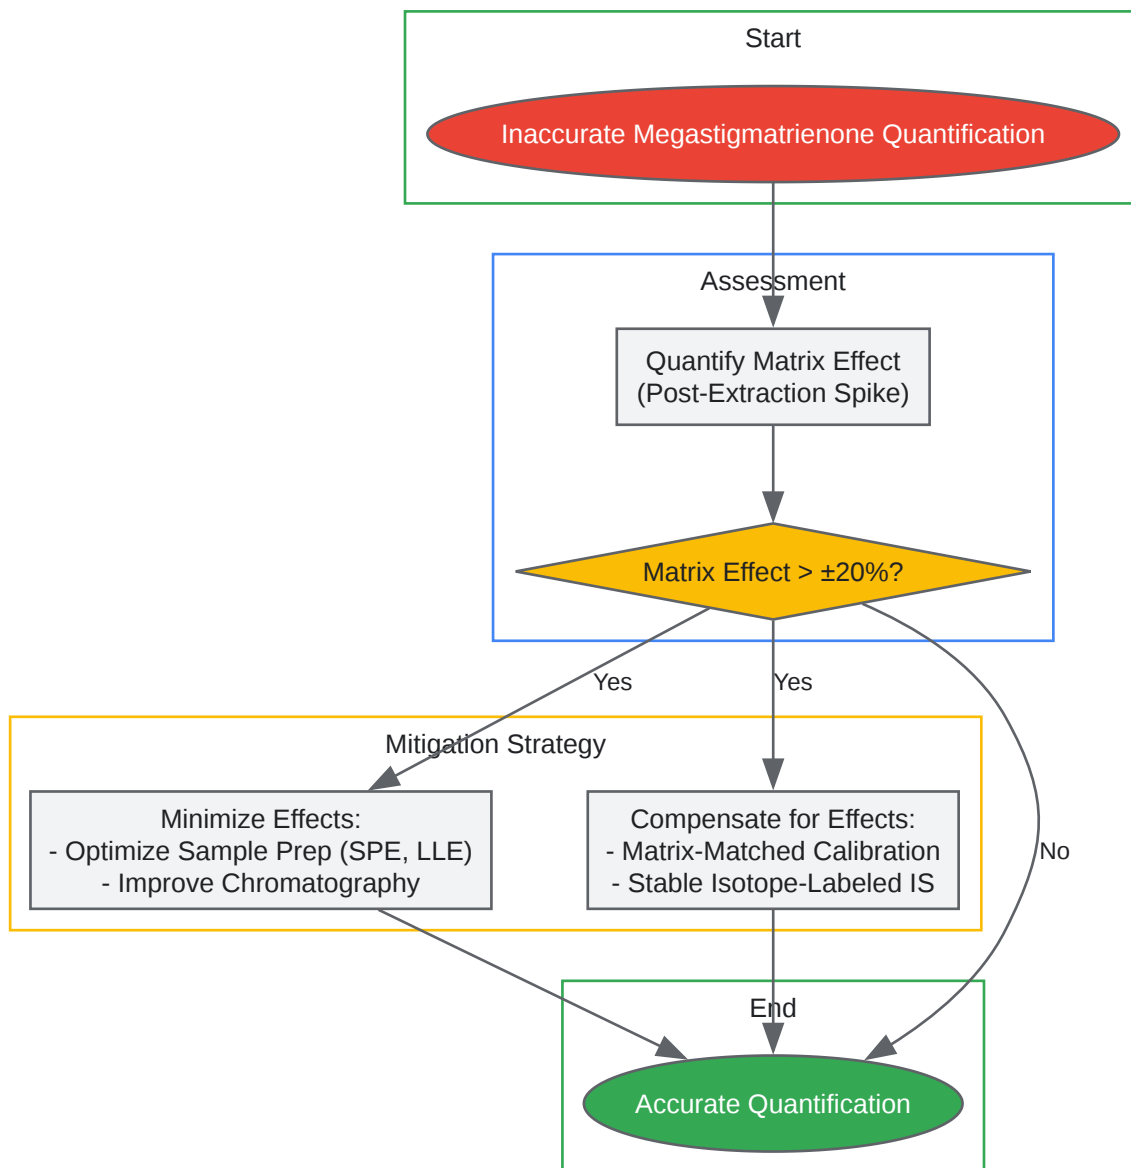 Start
Inaccurate Megastigmatrienone Quantification
Assessment
Quantify Matrix Effect
(Post-Extraction Spike)
Matrix Effect > ±20%?
Yes
Yes
No
Mitigation Strategy
Minimize Effects:
- Optimize Sample Prep (SPE, LLE)
- Improve Chromatography
Compensate for Effects:
- Matrix-Matched Calibration
- Stable Isotope-Labeled IS
End
Accurate Quantification